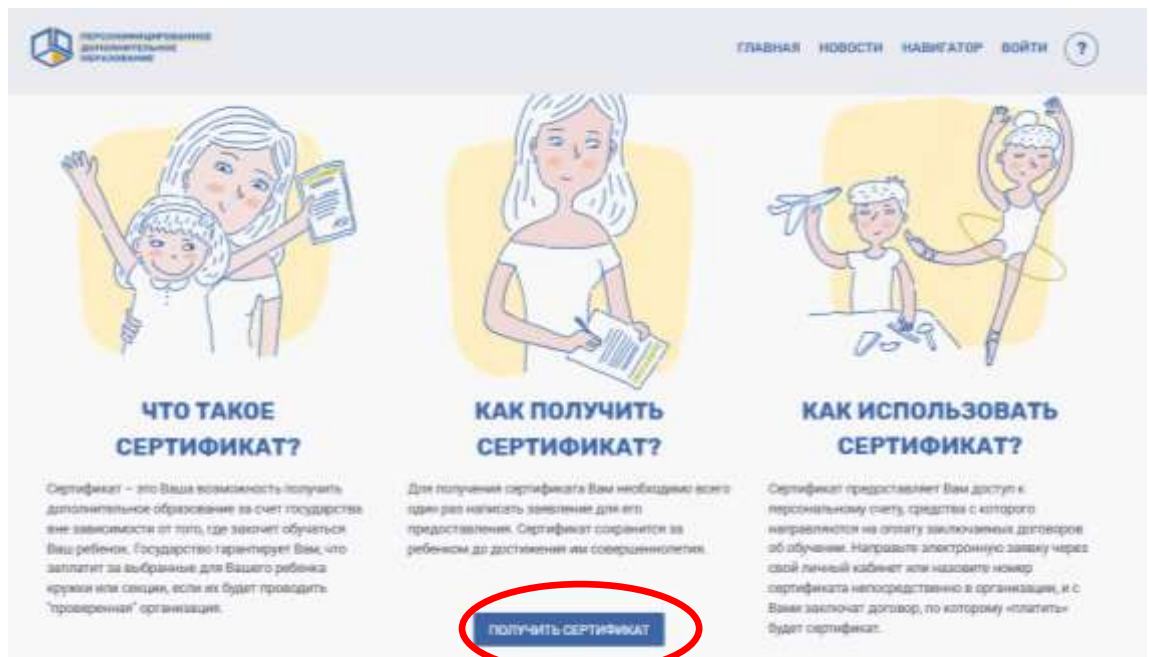 ПЕРСОНИФИЦИРОВАННОЕ
ДОПОЛНИТЕЛЬНОЕ
ОБРАЗОВАНИЕ
ГЛАВНАЯ НОВОСТИ НАВИГАТОР ВОЙТИ ?
ЧТО ТАКОЕ
СЕРТИФИКАТ?
Сертификат – это Ваша возможность получить
дополнительное образование за счет государства
вне зависимости от того, где захочет обучаться
Ваш ребенок. Государство гарантирует Вам, что
заплатит за выбранные для Вашего ребенка
кружки или секции, если их будет проводить
"проверенная" организация.
КАК ПОЛУЧИТЬ
СЕРТИФИКАТ?
Для получения сертификата Вам необходимо всего
один раз написать заявление для его
предоставления. Сертификат сохранится за
ребенком до достижения им совершеннолетия.
ПОЛУЧИТЬ СЕРТИФИКАТ
КАК ИСПОЛЬЗОВАТЬ
СЕРТИФИКАТ?
Сертификат предоставляет Вам доступ к
персональному счету, средства с которого
направляются на оплату заключаемых договоров
об обучении. Направьте электронную заявку через
свой личный кабинет или назовите номер
сертификата непосредственно в организации, и с
Вами заключат договор, по которому «платить»
будет сертификат.